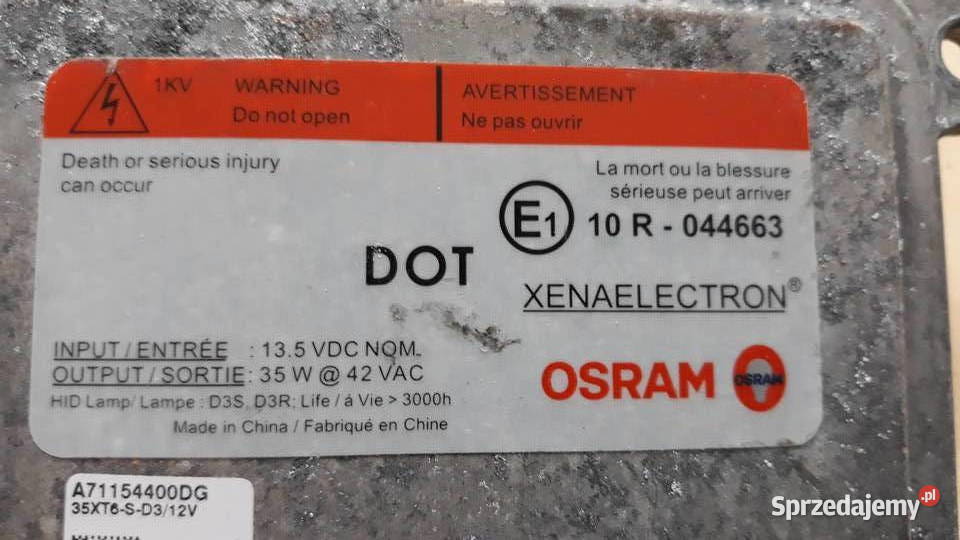 1KV
WARNING
Do not open
AVERTISSEMENT
Ne pas ouvrir
Death or serious injury
can occur
La mort ou la blessure
sérieuse peut arriver
E1 10 R - 044663
DOT
XENAELECTRON®
INPUT / ENTRÉE : 13.5 VDC NOM.
OUTPUT / SORTIE : 35 W @ 42 VAC
HID Lamp/ Lampe : D3S, D3R; Life / á Vie > 3000h
Made in China / Fabriqué en Chine
OSRAM OSRAM
A71154400DG
35XT6-S-D3/12V
Sprzedajemy.pl